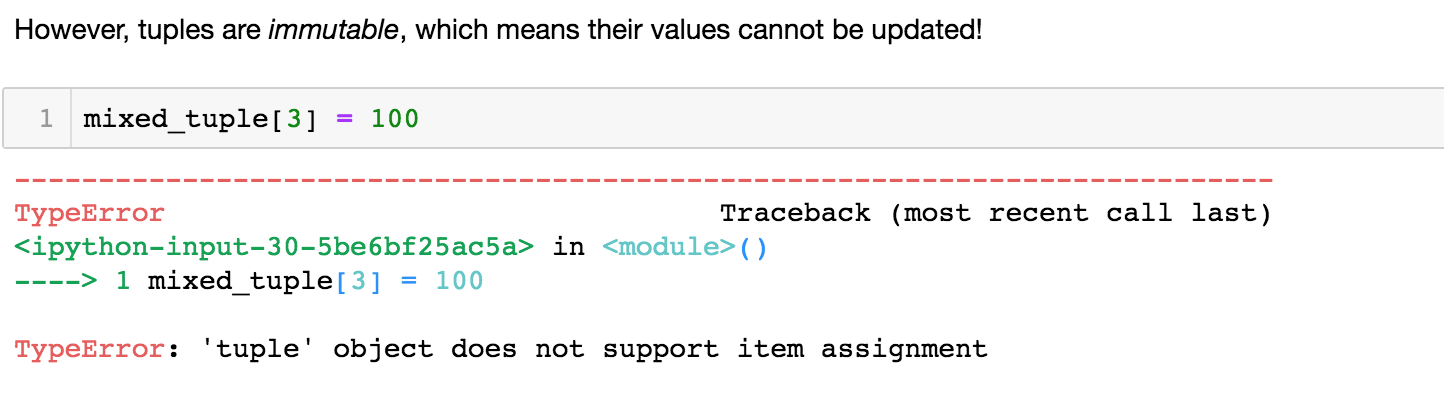 However, tuples are immutable, which means their values cannot be updated!
1 mixed_tuple[3] = 100
---------------------------------------------------------------------------
TypeError                                 Traceback (most recent call last)
<ipython-input-30-5be6bf25ac5a> in <module>()
----> 1 mixed_tuple[3] = 100
TypeError: 'tuple' object does not support item assignment